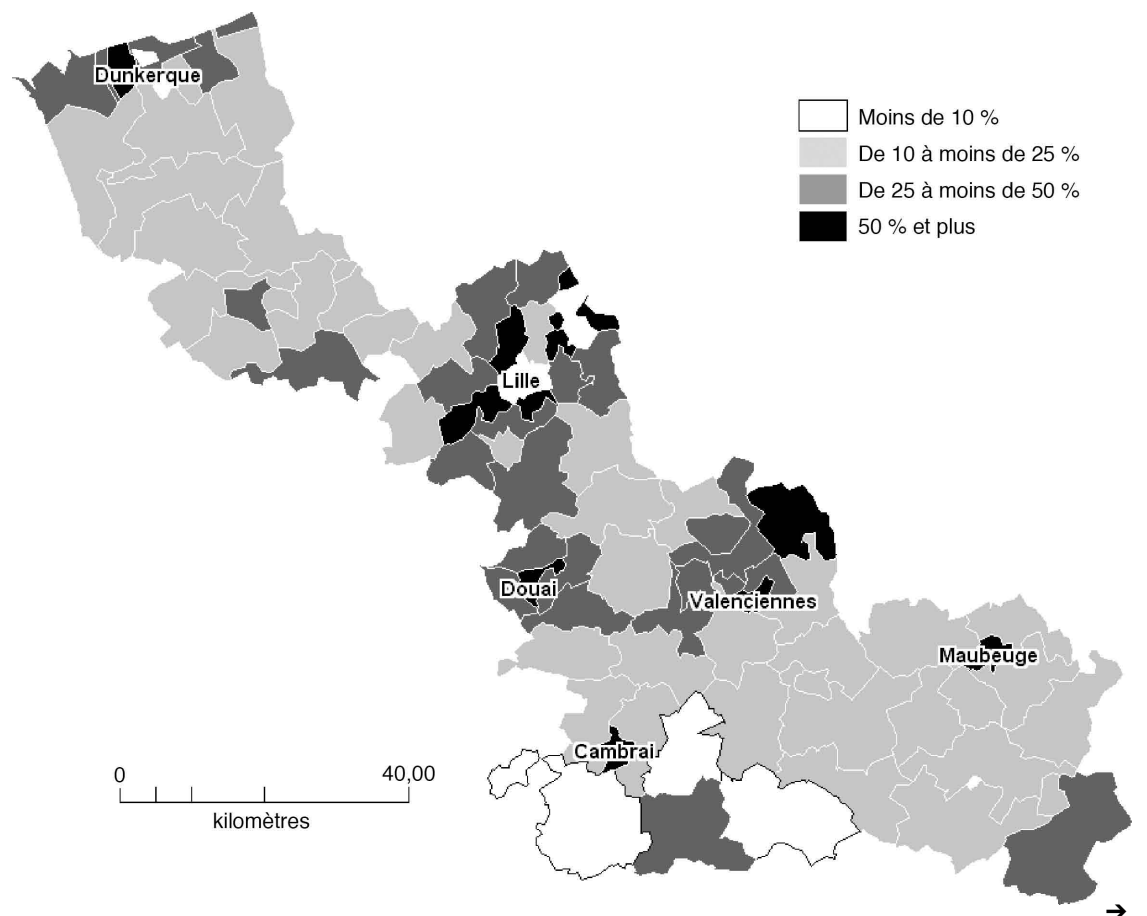 Dunkerque
Moins de 10 %
De 10 à moins de 25 %
De 25 à moins de 50 %
50 % et plus
Lille
Douai
Valenciennes
Maubeuge
Cambrai
0
40,00
kilomètres